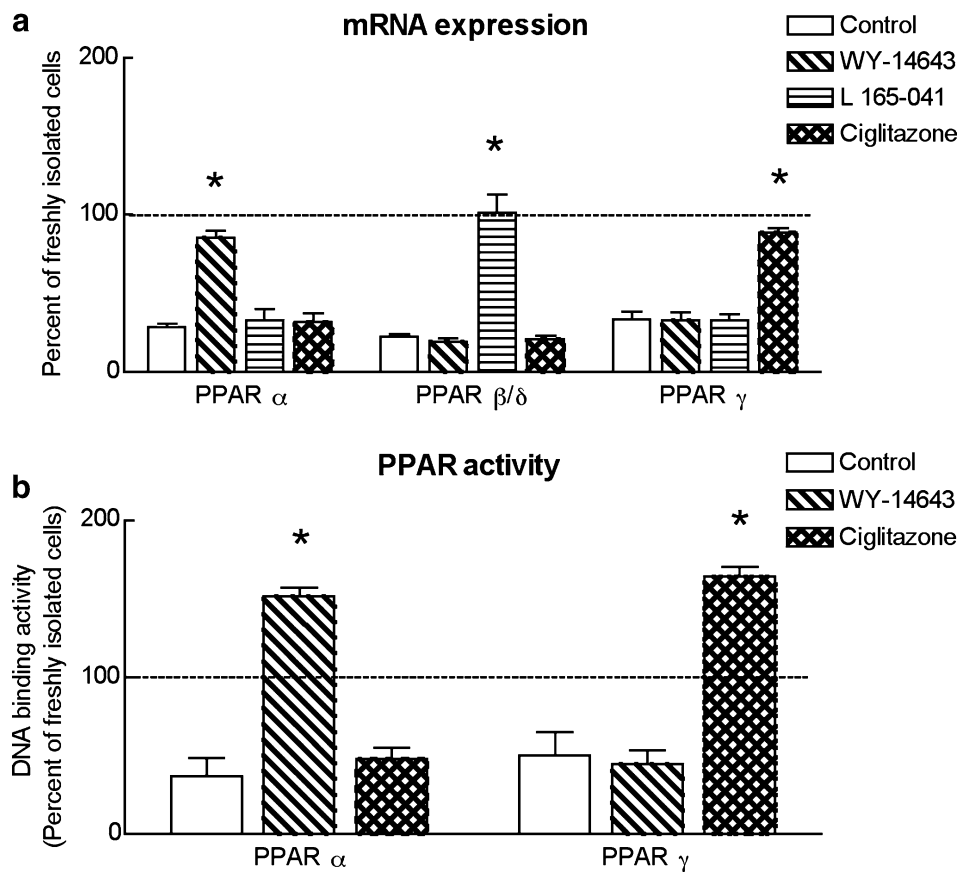 a
mRNA expression
Control
WY-14643
L 165-041
Ciglitazone
Percent of freshly isolated cells
200
100
0
PPAR α
PPAR β/δ
PPAR γ
*
*
*
b
PPAR activity
Control
WY-14643
Ciglitazone
DNA binding activity
(Percent of freshly isolated cells)
200
100
0
*
*
PPAR α
PPAR γ